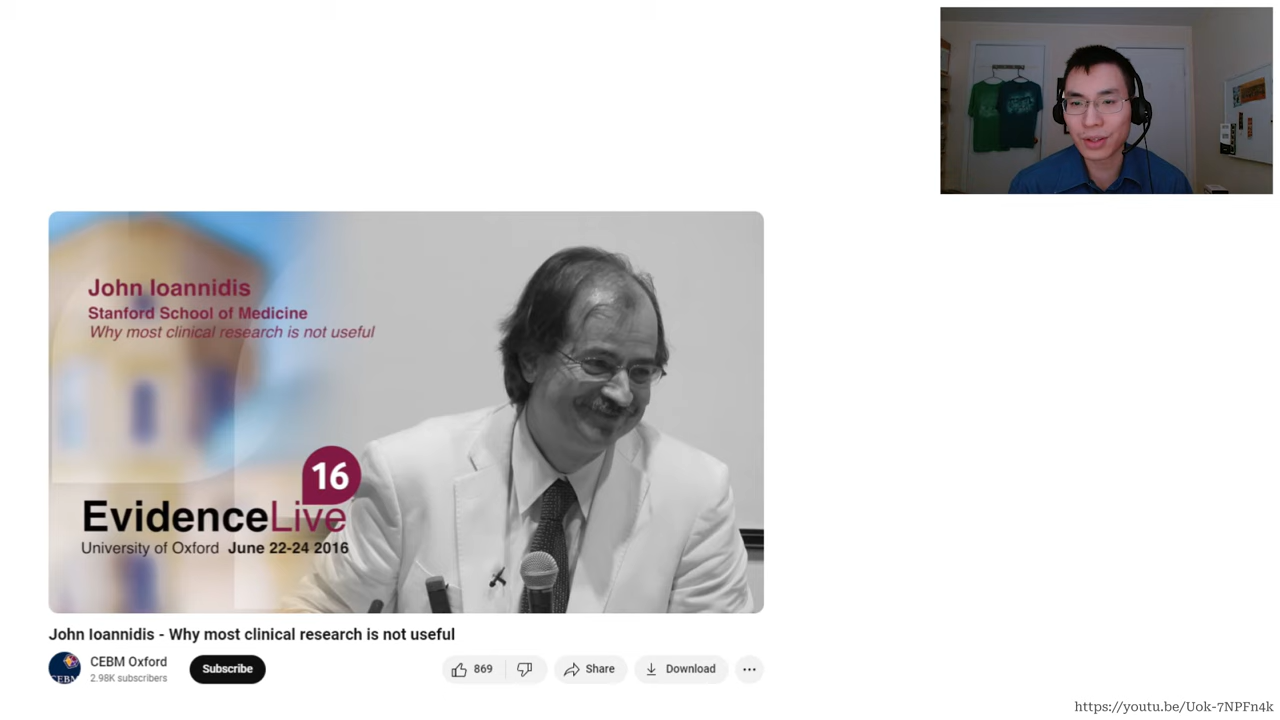 John Ioannidis
Stanford School of Medicine
Why most clinical research is not useful
16
EvidenceLive
University of Oxford June 22-24 2016
John Ioannidis - Why most clinical research is not useful
CEBM
CEBM Oxford
2.98K subscribers
Subscribe
869
Share
Download
https://youtu.be/Uok-7NPFn4k